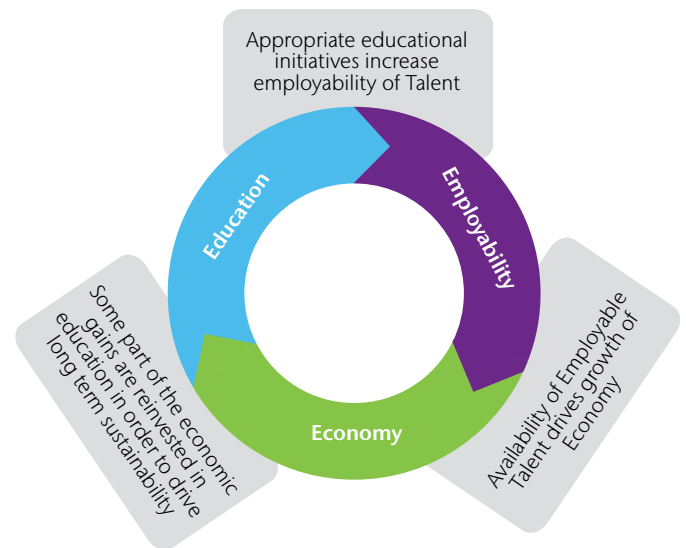 Appropriate educational
initiatives increase
employability of Talent
Education
Employability
Economy
Some part of the economic
gains are reinvested in
education in order to drive
long term sustainability
Availability of Employable
Talent drives growth of
Economy